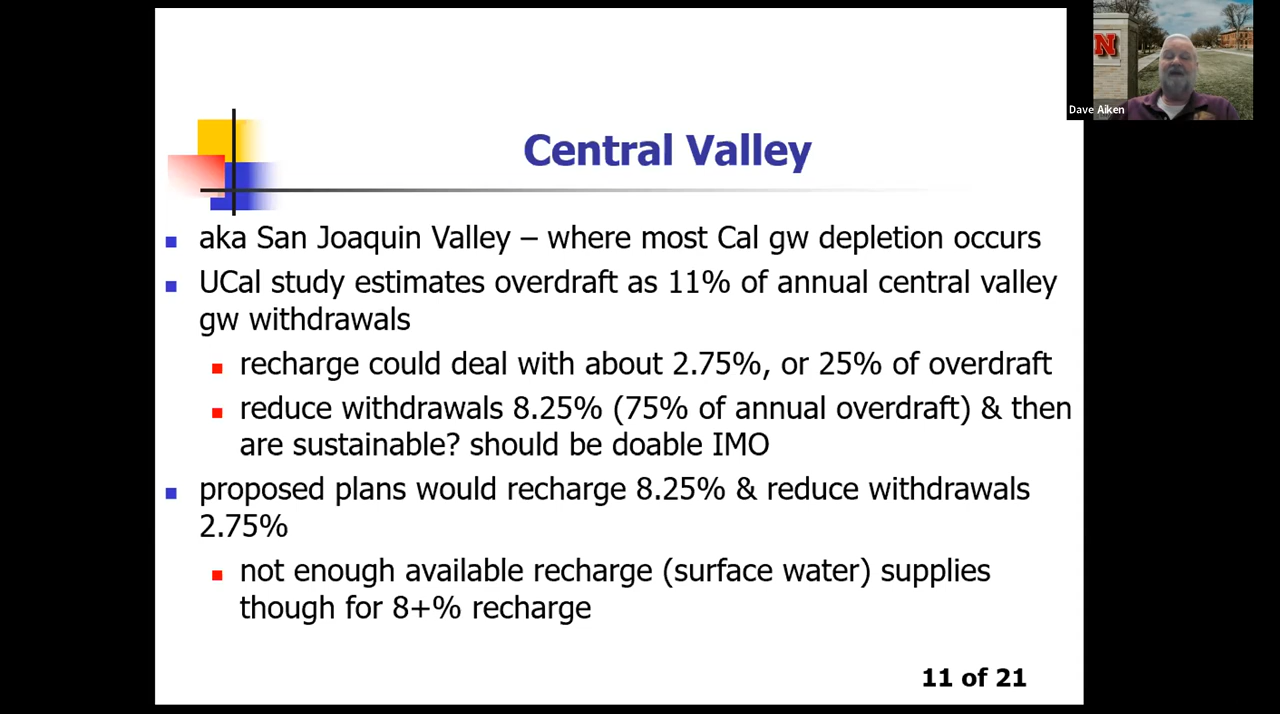 Central Valley
aka San Joaquin Valley – where most Cal gw depletion occurs
UCal study estimates overdraft as 11% of annual central valley
gw withdrawals
recharge could deal with about 2.75%, or 25% of overdraft
reduce withdrawals 8.25% (75% of annual overdraft) & then
are sustainable? should be doable IMO
proposed plans would recharge 8.25% & reduce withdrawals
2.75%
not enough available recharge (surface water) supplies
though for 8+% recharge
11 of 21
N
Dave Aiken